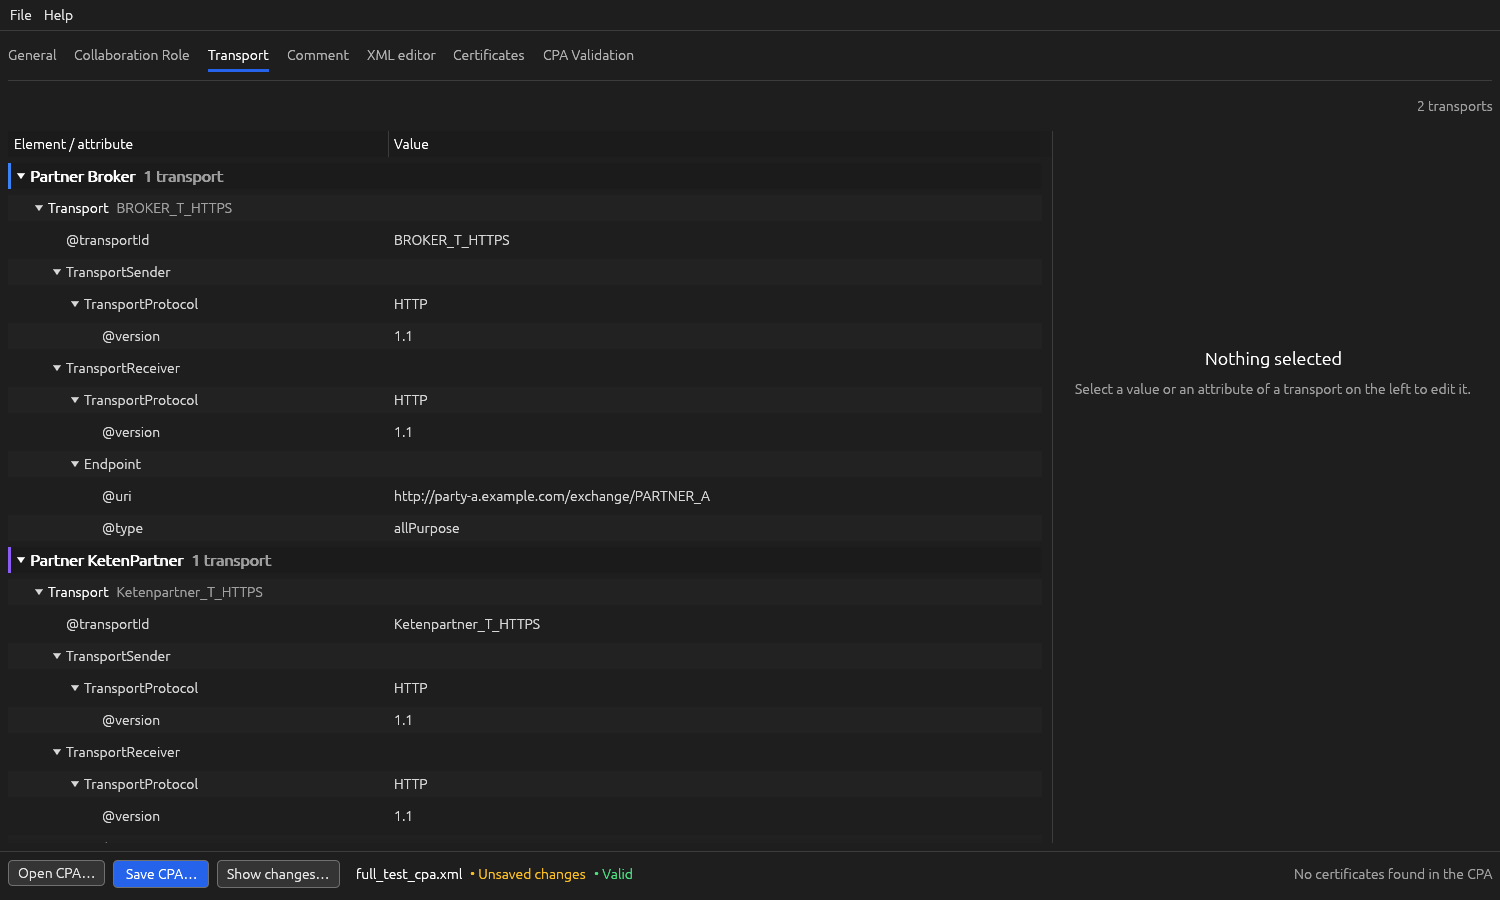 File Help
General Collaboration Role Transport Comment XML editor Certificates CPA Validation
2 transports
Element / attribute Value
Partner Broker 1 transport
Transport BROKER_T_HTTPS
@transportId BROKER_T_HTTPS
TransportSender
TransportProtocol HTTP
@version 1.1
TransportReceiver
TransportProtocol HTTP
@version 1.1
Endpoint
@uri http://party-a.example.com/exchange/PARTNER_A
@type allPurpose
Partner KetenPartner 1 transport
Transport Ketenpartner_T_HTTPS
@transportId Ketenpartner_T_HTTPS
TransportSender
TransportProtocol HTTP
@version 1.1
TransportReceiver
TransportProtocol HTTP
@version 1.1
Nothing selected
Select a value or an attribute of a transport on the left to edit it.
Open CPA... Save CPA... Show changes... full_test_cpa.xml • Unsaved changes • Valid No certificates found in the CPA